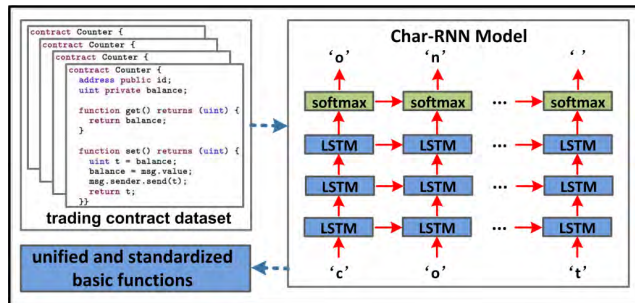 contract Counter {
contract Counter {
contract Counter {
contract Counter {
address public id;
uint private balance;
function get() returns (uint) {
return balance;
}
function set() returns (uint) {
uint t = balance;
balance = msg.value;
msg.sender.send(t);
return t;
}}
trading contract dataset
unified and standardized
basic functions
Char-RNN Model
‘o’ ‘n’ ‘ ’
softmax softmax ... softmax
LSTM LSTM ... LSTM
LSTM LSTM ... LSTM
LSTM LSTM ... LSTM
‘c’ ‘o’ ‘t’